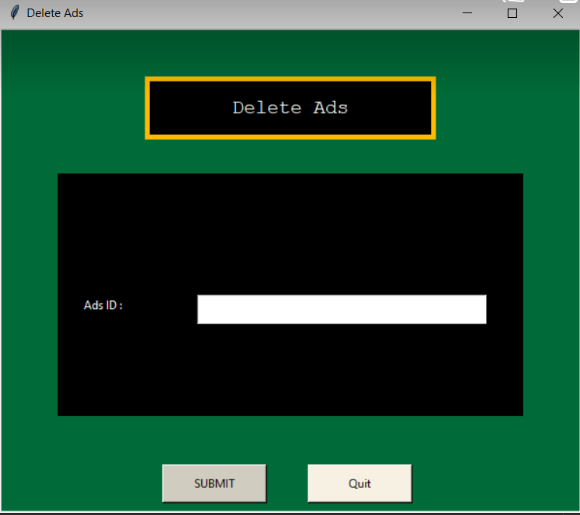 Delete Ads
Delete Ads
Ads ID :
SUBMIT
Quit